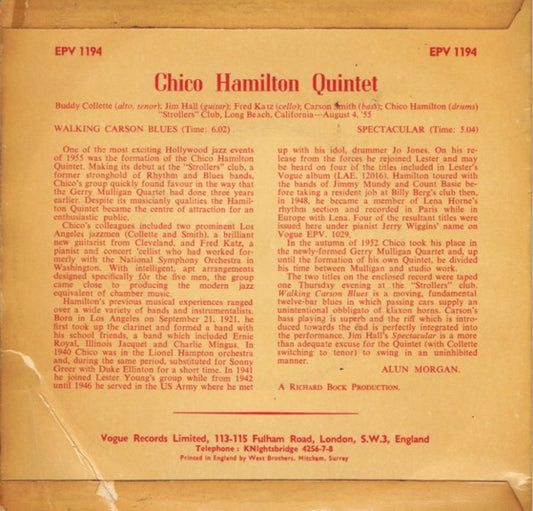 EPV 1194
EPV 1194
Chico Hamilton Quintet
Buddy Collette (alto, tenor); Jim Hall (guitar); Fred Katz (cello); Carson Smith (bass); Chico Hamilton (drums)
"Strollers" Club, Long Beach, California—August 4, '55
WALKING CARSON BLUES (Time: 6.02)
SPECTACULAR (Time: 5.04)
One of the most exciting Hollywood jazz events
of 1955 was the formation of the Chico Hamilton
Quintet. Making its debut at the "Strollers" club, a
former stronghold of Rhythm and Blues bands,
Chico's group quickly found favour in the way that
the Gerry Mulligan Quartet had done three years
earlier. Despite its musicianly qualities the Hamil-
ton Quintet became the centre of attraction for an
enthusiastic public.
Chico's colleagues included two prominent Los
Angeles jazzmen (Collette and Smith), a brilliant
new guitarist from Cleveland, and Fred Katz, a
pianist and concert 'cellist who had worked for-
merly with the National Symphony Orchestra in
Washington. With intelligent, apt arrangements
designed specifically for the five men, the group
came close to producing the modern jazz
equivalent of chamber music.
Hamilton's previous musical experiences ranged
over a wide variety of bands and instrumentalists.
Born in Los Angeles on September 21, 1921, he
first took up the clarinet and formed a band with
his school friends, a band which included Ernie
Royal, Illinois Jacquet and Charlie Mingus. In
1940 Chico was in the Lionel Hampton orchestra
and, during the same period, substituted for Sonny
Greer with Duke Ellinton for a short time. In 1941
he joined Lester Young's group while from 1942
until 1946 he served in the US Army where he met
up with his idol, drummer Jo Jones. On his re-
lease from the forces he rejoined Lester and may
be heard on four of the titles included in Lester's
Vogue album (LAE. 12016). Hamilton toured with
the bands of Jimmy Mundy and Count Basie be-
fore taking a resident job at Billy Berg's club then,
in 1948, he became a member of Lena Horne's
rhythm section and recorded in Paris while in
Europe with Lena. Four of the resultant titles were
issued here under pianist Jerry Wiggins' name on
Vogue EPV. 1029.
In the autumn of 1952 Chico took his place in
the newly-formed Gerry Mulligan Quartet and, up
until the formation of his own Quintet, he divided
his time between Mulligan and studio work.
The two titles on the enclosed record were taped
one Thursday evening at the "Strollers" club.
Walking Carson Blues is a moving, fundamental
twelve-bar blues in which passing cars supply an
unintentional obbligato of klaxon horns. Carson's
bass playing is superb and the riff which is intro-
duced towards the end is perfectly integrated into
the performance. Jim Hall's Spectacular is a more
than adequate excuse for the Quintet (with Collette
switching to tenor) to swing in an uninhibited
manner.
ALUN MORGAN.
A RICHARD BOCK PRODUCTION.
Vogue Records Limited, 113-115 Fulham Road, London, S.W.3, England
Telephone: KNightsbridge 4256-7-8
Printed in England by West Brothers, Mitcham, Surrey